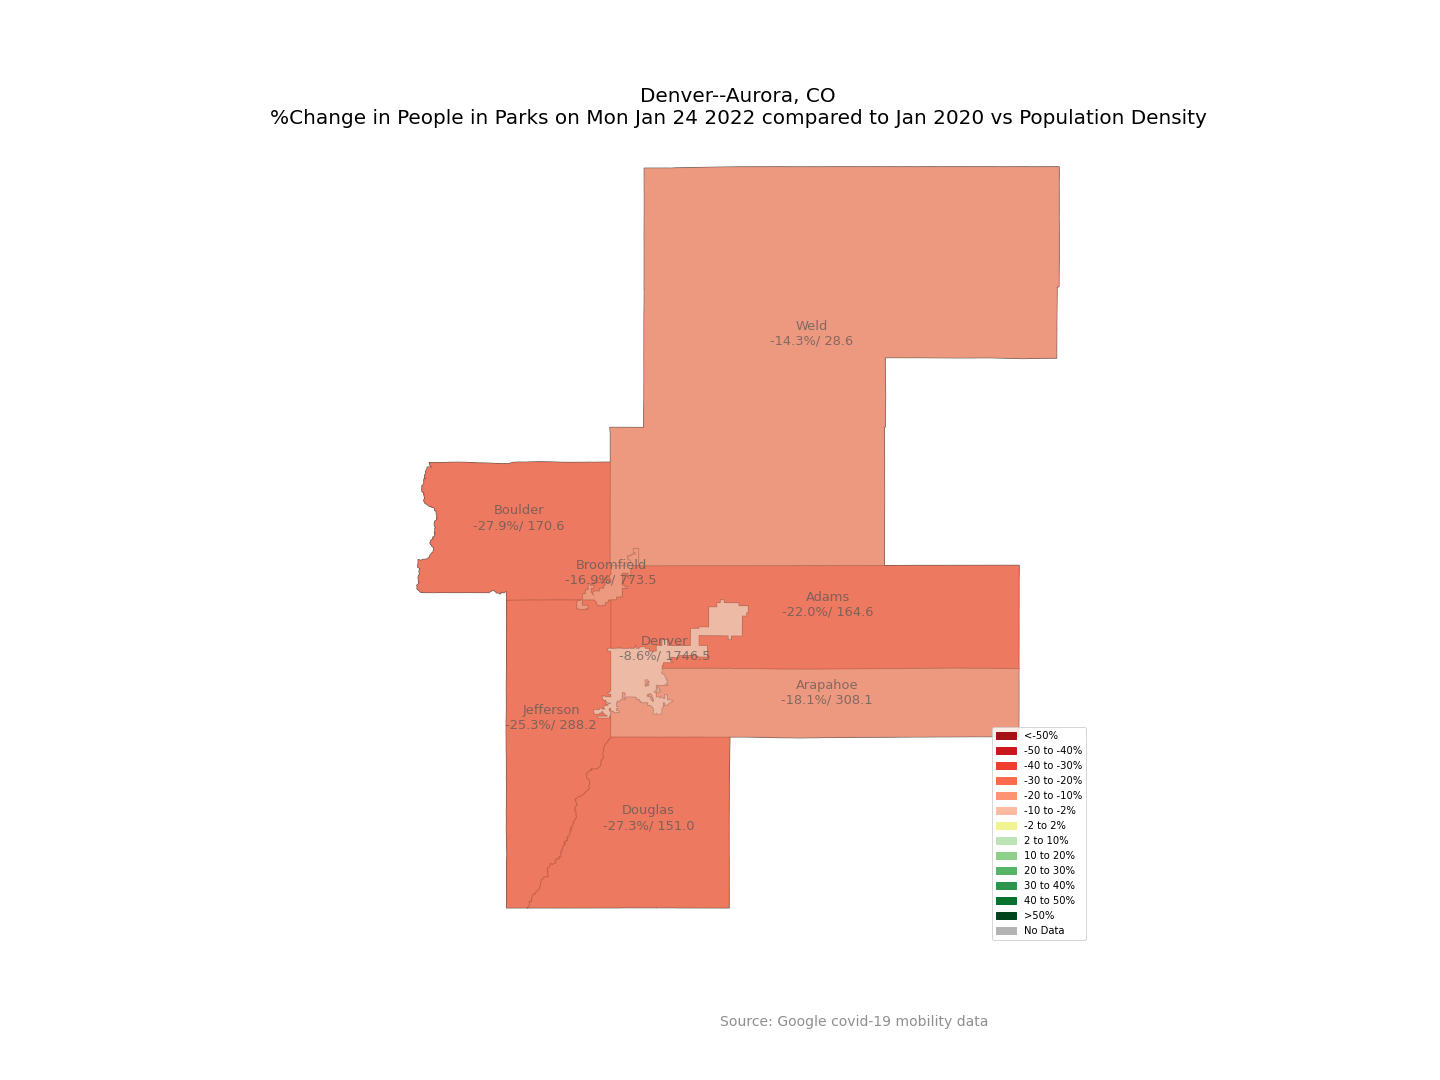 Denver--Aurora, CO
%Change in People in Parks on Mon Jan 24 2022 compared to Jan 2020 vs Population Density
Weld
-14.3%/ 28.6
Boulder
-27.9%/ 170.6
Broomfield
-16.9%/ 773.5
Adams
-22.0%/ 164.6
Denver
-8.6%/ 1746.5
Arapahoe
-18.1%/ 308.1
Jefferson
-25.3%/ 288.2
Douglas
-27.3%/ 151.0
<-50%
-50 to -40%
-40 to -30%
-30 to -20%
-20 to -10%
-10 to -2%
-2 to 2%
2 to 10%
10 to 20%
20 to 30%
30 to 40%
40 to 50%
>50%
No Data
Source: Google covid-19 mobility data